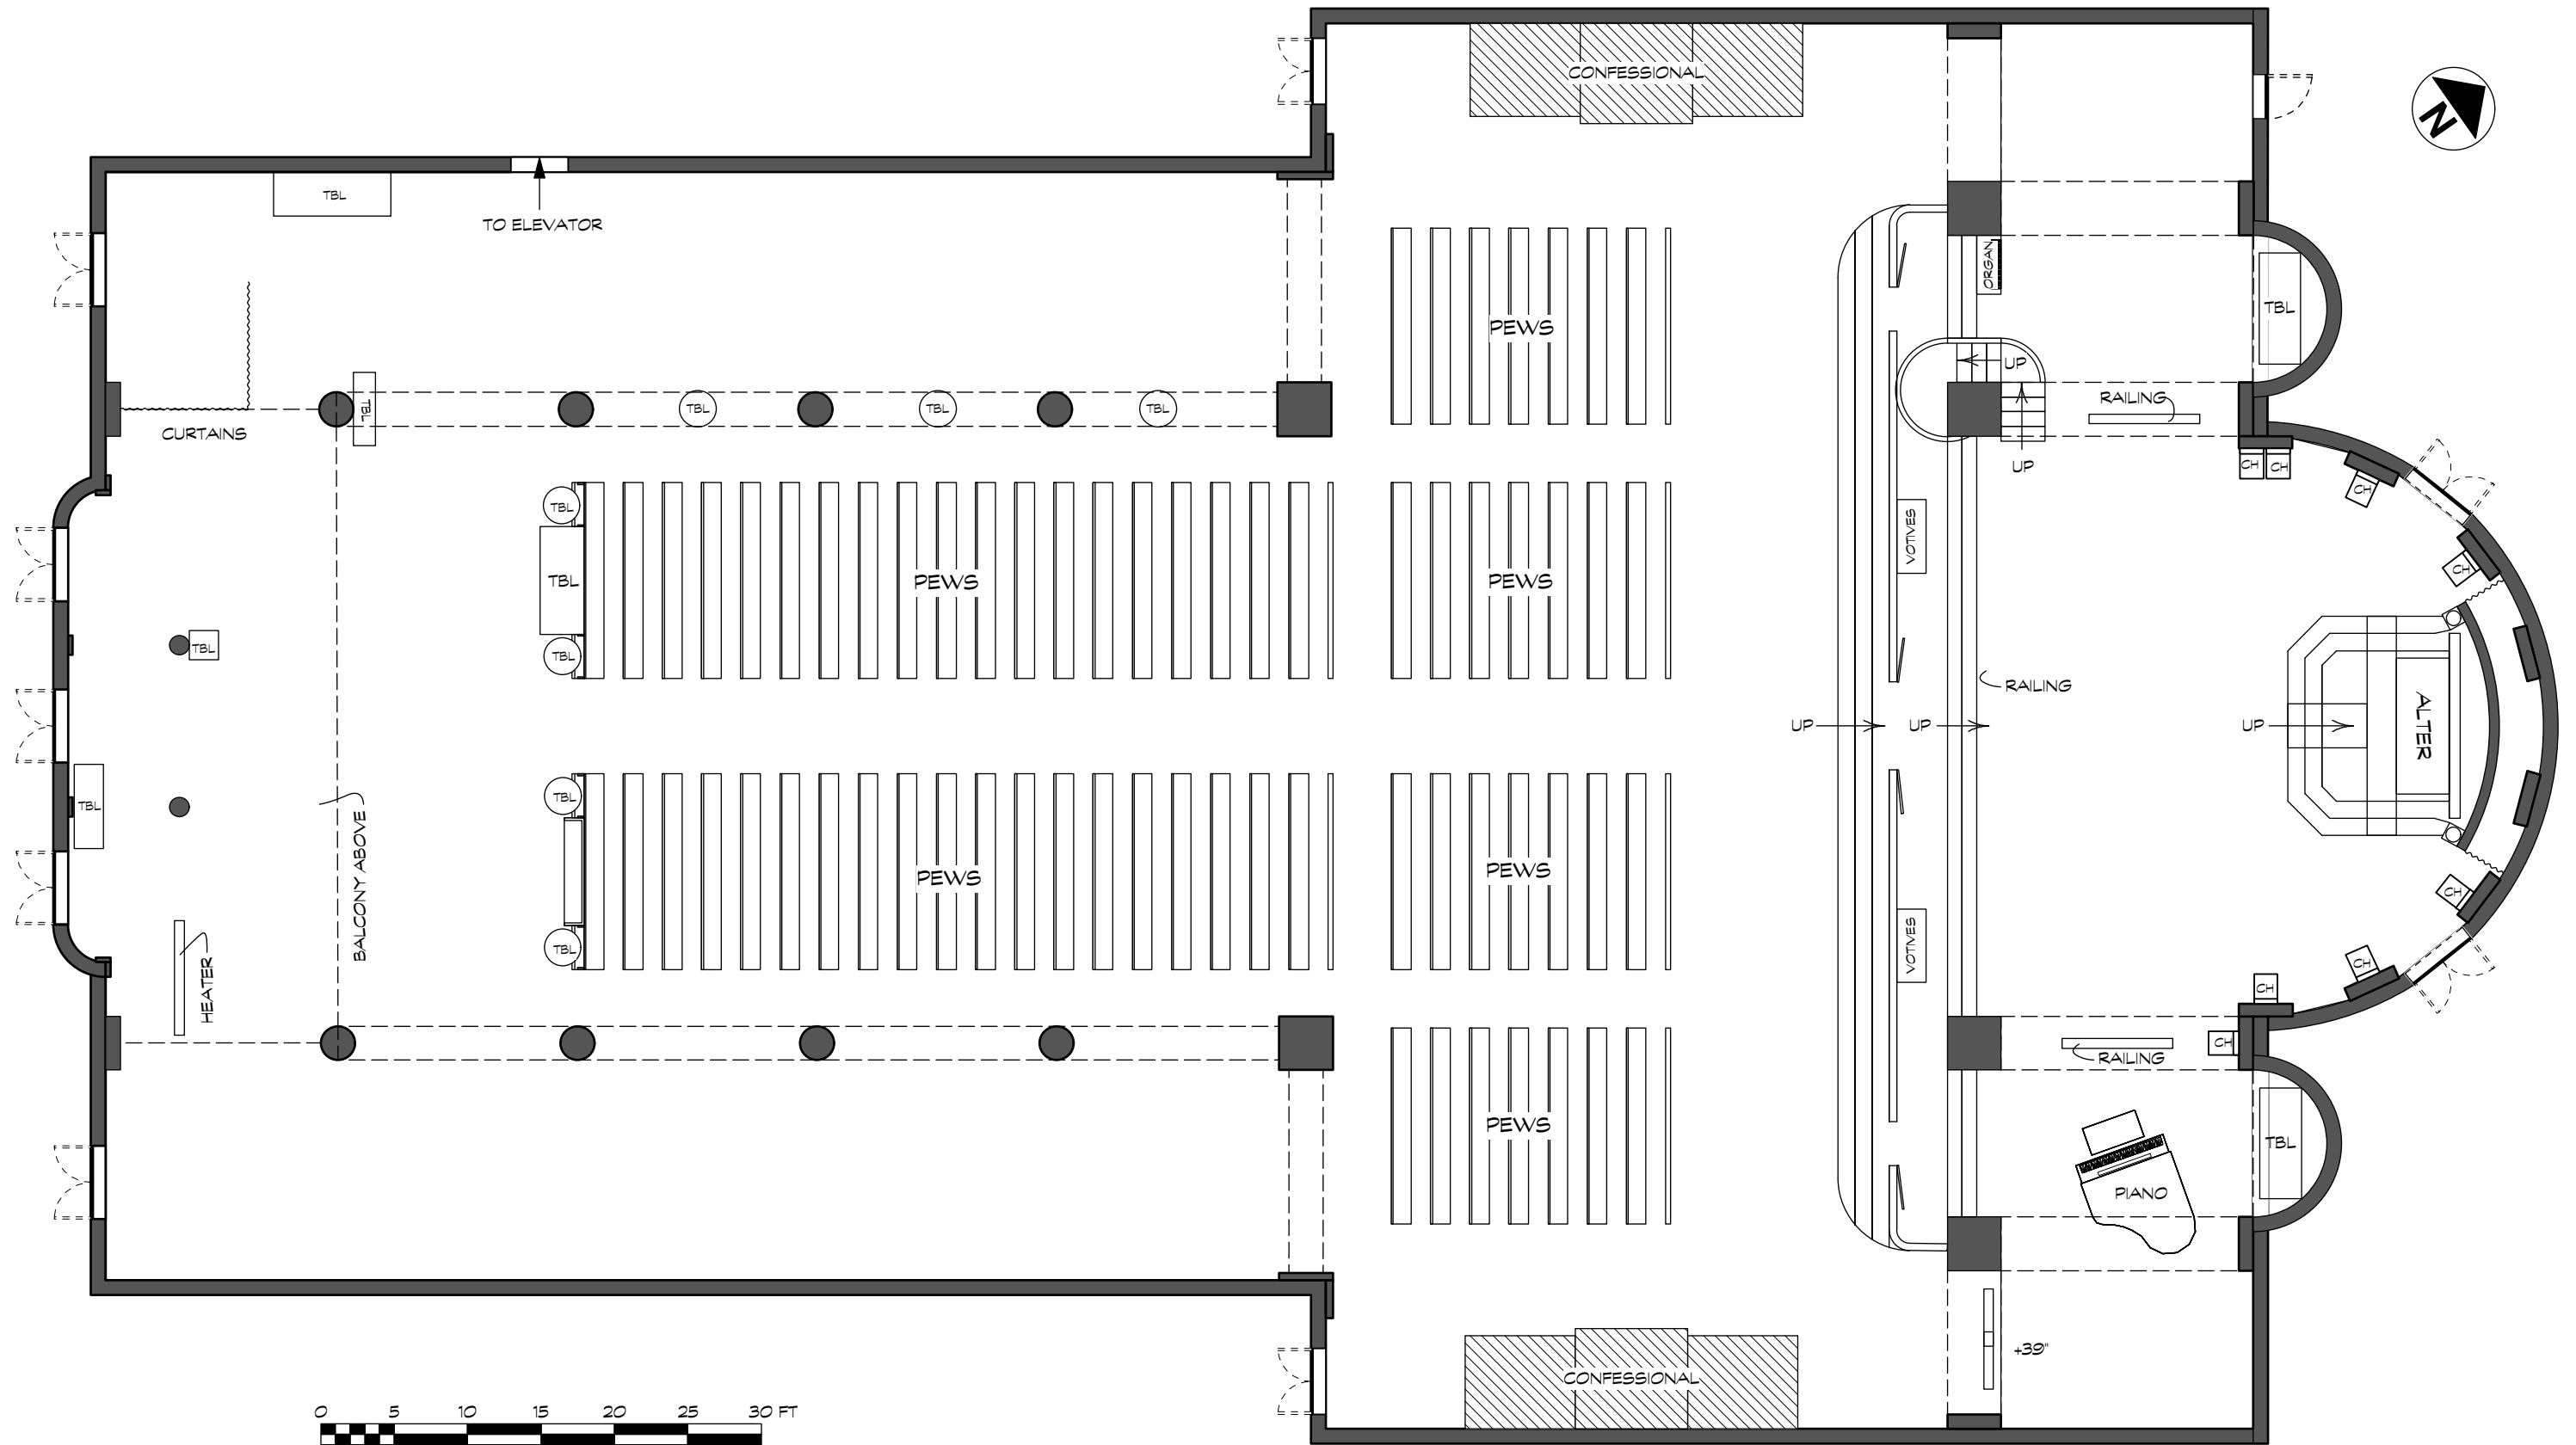 CONFESSIONAL
N
TBL
TO ELEVATOR
ORGAN
PEWS
TBL
UP
RAILING
TBL
TBL
TBL
TBL
CURTAINS
UP
CH
CH
CH
TBL
VOTIVES
CH
TBL
PEWS
PEWS
TBL
TBL
RAILING
UP
UP
UP
ALTER
TBL
TBL
BALCONY ABOVE
PEWS
PEWS
CH
TBL
VOTIVES
CH
HEATER
CH
CH
RAILING
PEWS
TBL
PIANO
+39"
CONFESSIONAL
0 5 10 15 20 25 30 FT